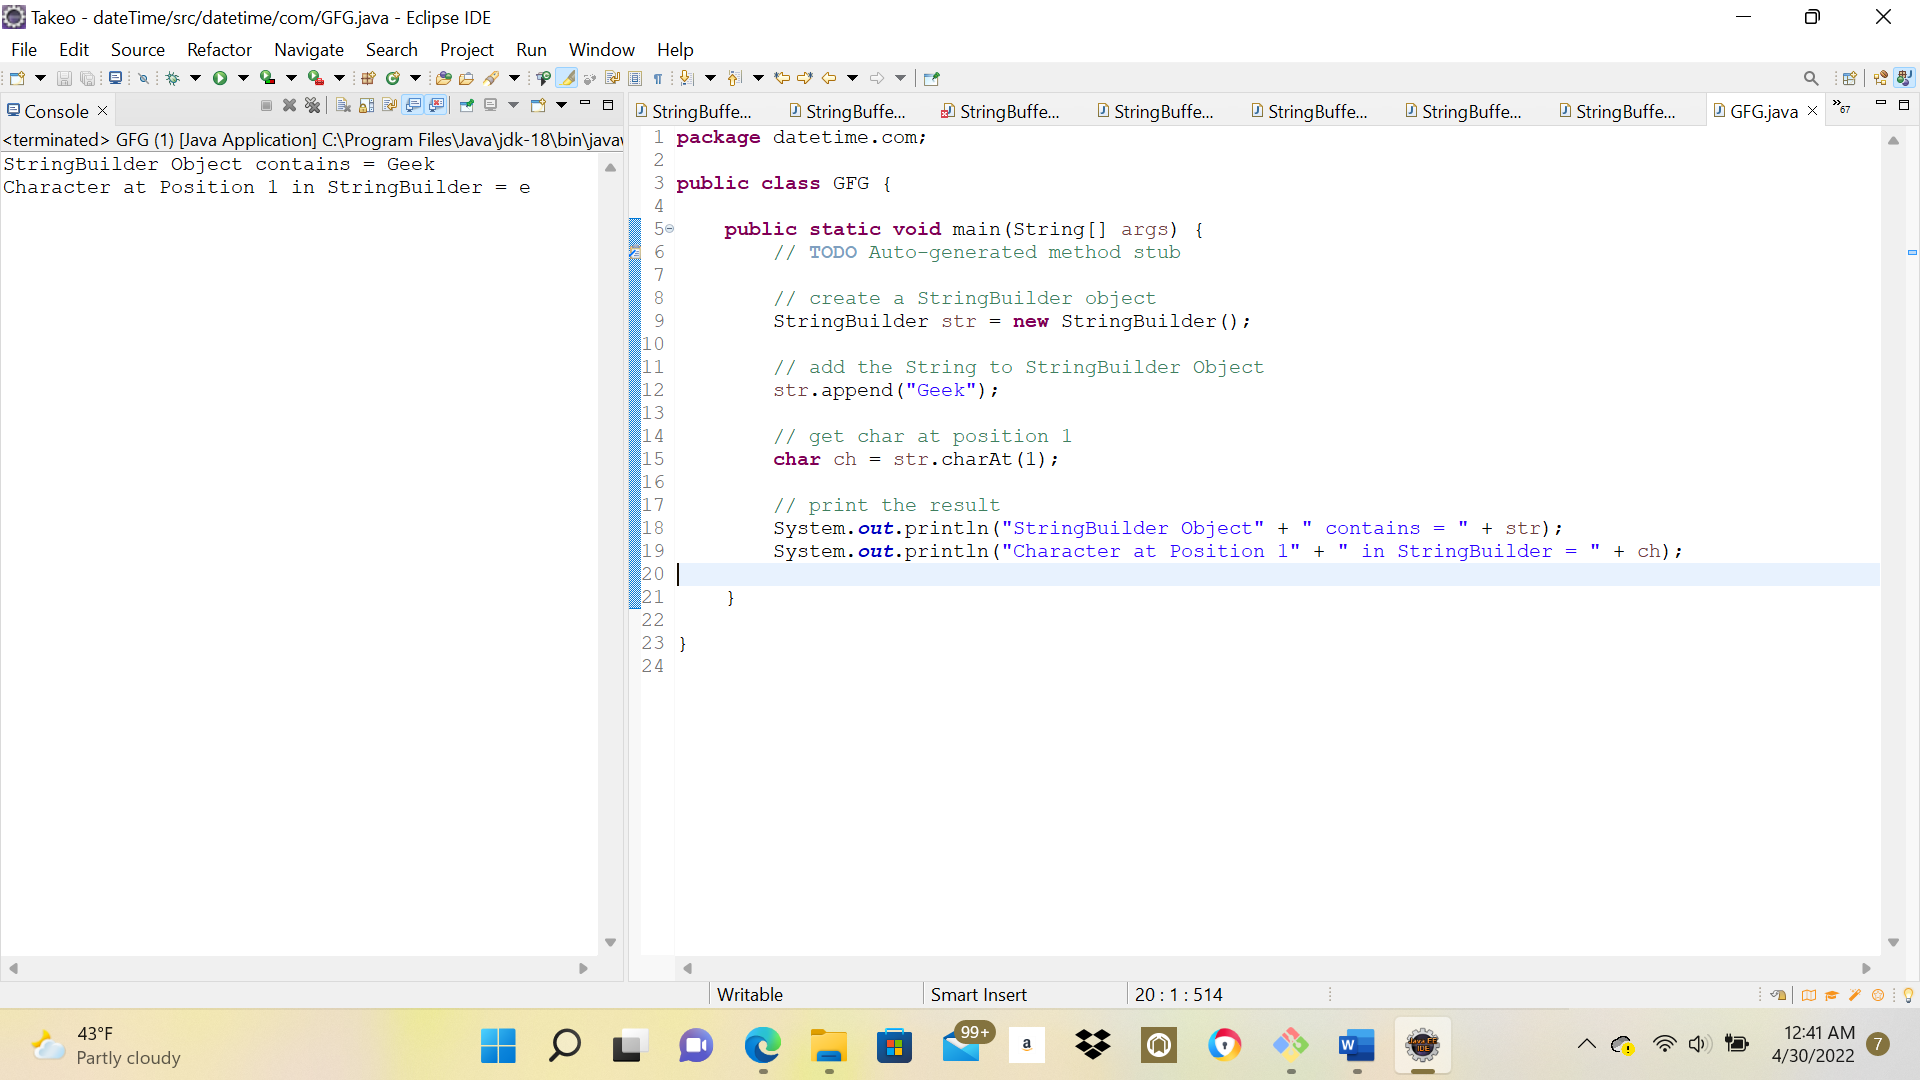 Takeo - dateTime/src/datetime/com/GFG.java - Eclipse IDE
File Edit Source Refactor Navigate Search Project Run Window Help
Console
<terminated> GFG (1) [Java Application] C:\Program Files\Java\jdk-18\bin\javaw
StringBuilder Object contains = Geek
Character at Position 1 in StringBuilder = e
StringBuffe... StringBuffe... StringBuffe... StringBuffe... StringBuffe... StringBuffe... StringBuffe... GFG.java »67
1 package datetime.com;
2
3 public class GFG {
4
5 public static void main(String[] args) {
6 // TODO Auto-generated method stub
7
8 // create a StringBuilder object
9 StringBuilder str = new StringBuilder();
10
11 // add the String to StringBuilder Object
12 str.append("Geek");
13
14 // get char at position 1
15 char ch = str.charAt(1);
16
17 // print the result
18 System.out.println("StringBuilder Object" + " contains = " + str);
19 System.out.println("Character at Position 1" + " in StringBuilder = " + ch);
20
21 }
22
23 }
24
Writable Smart Insert 20 : 1 : 514
43°F
Partly cloudy
99+
a
W
12:41 AM
4/30/2022
7